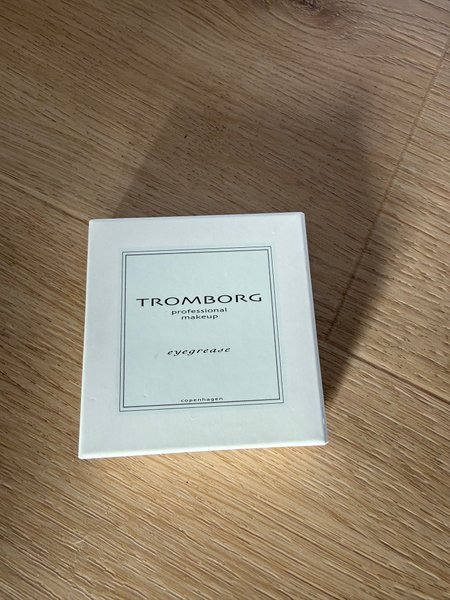 TROMBORG
professional
makeup
eyegrease
copenhagen